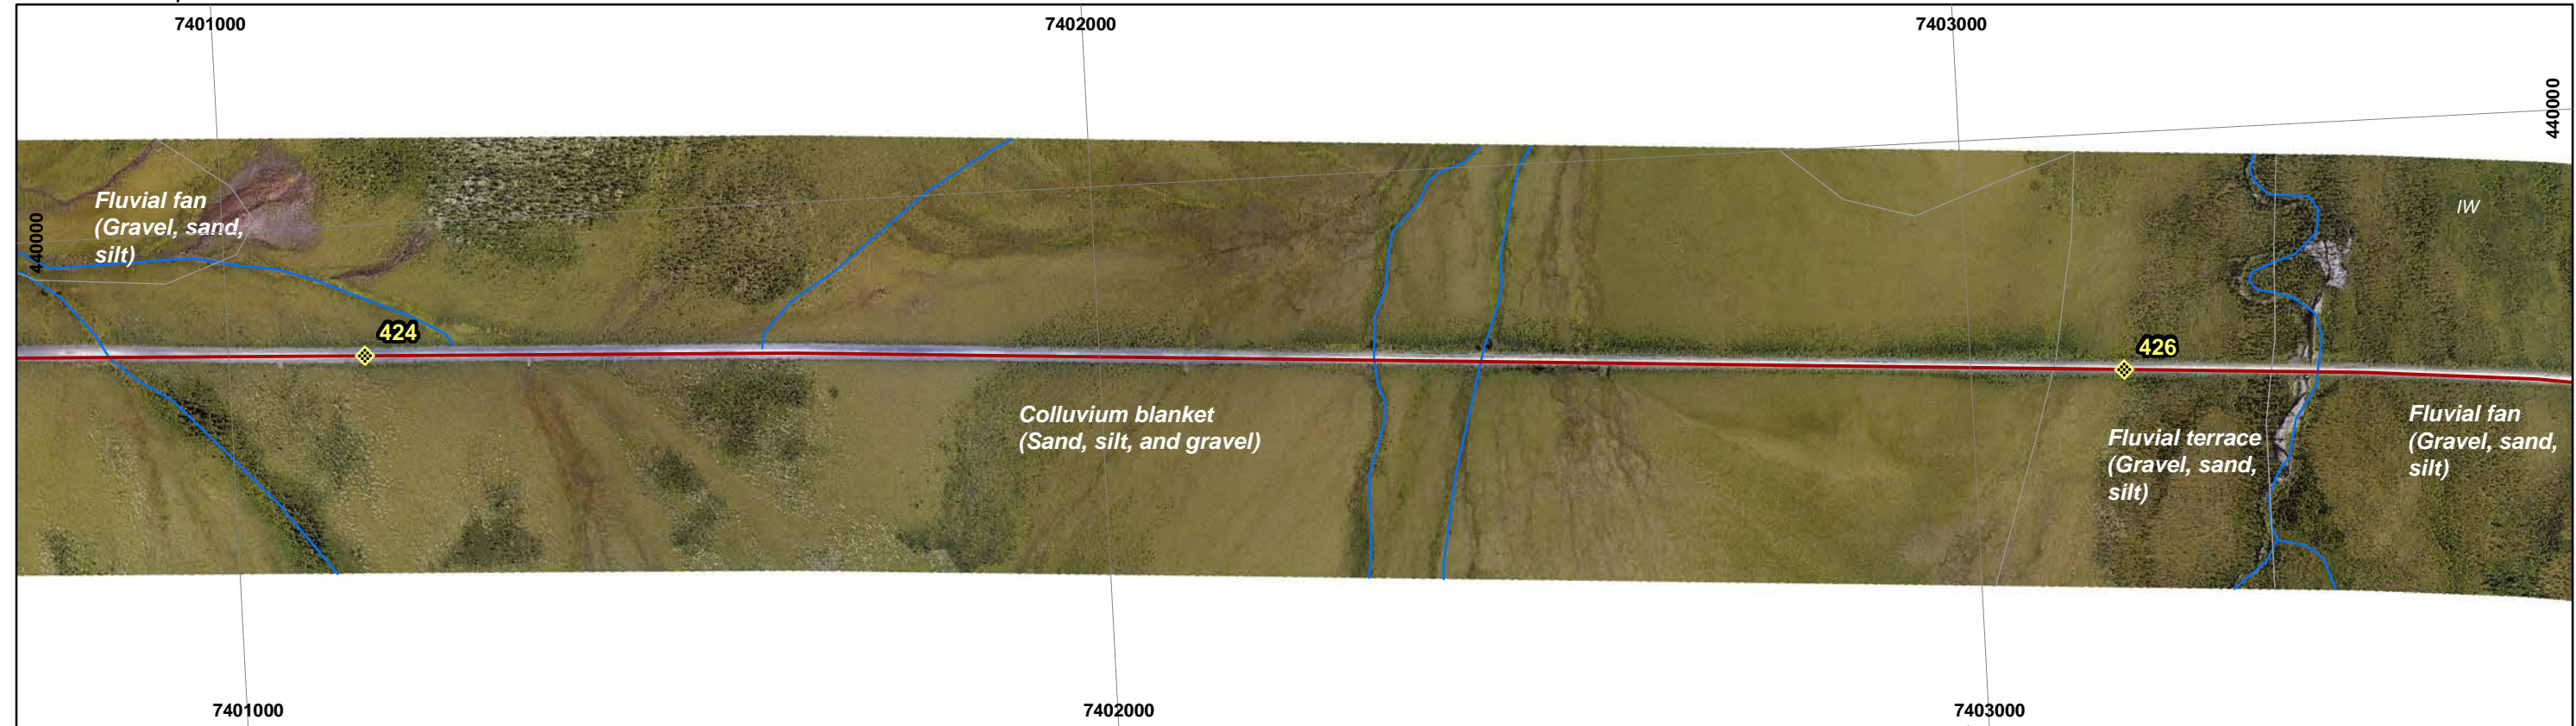 7401000
7402000
7403000
440000
Fluvial fan
(Gravel, sand,
silt)
440000
IW
424
426
Colluvium blanket
(Sand, silt, and gravel)
Fluvial terrace
(Gravel, sand,
silt)
Fluvial fan
(Gravel, sand,
silt)
7401000
7402000
7403000